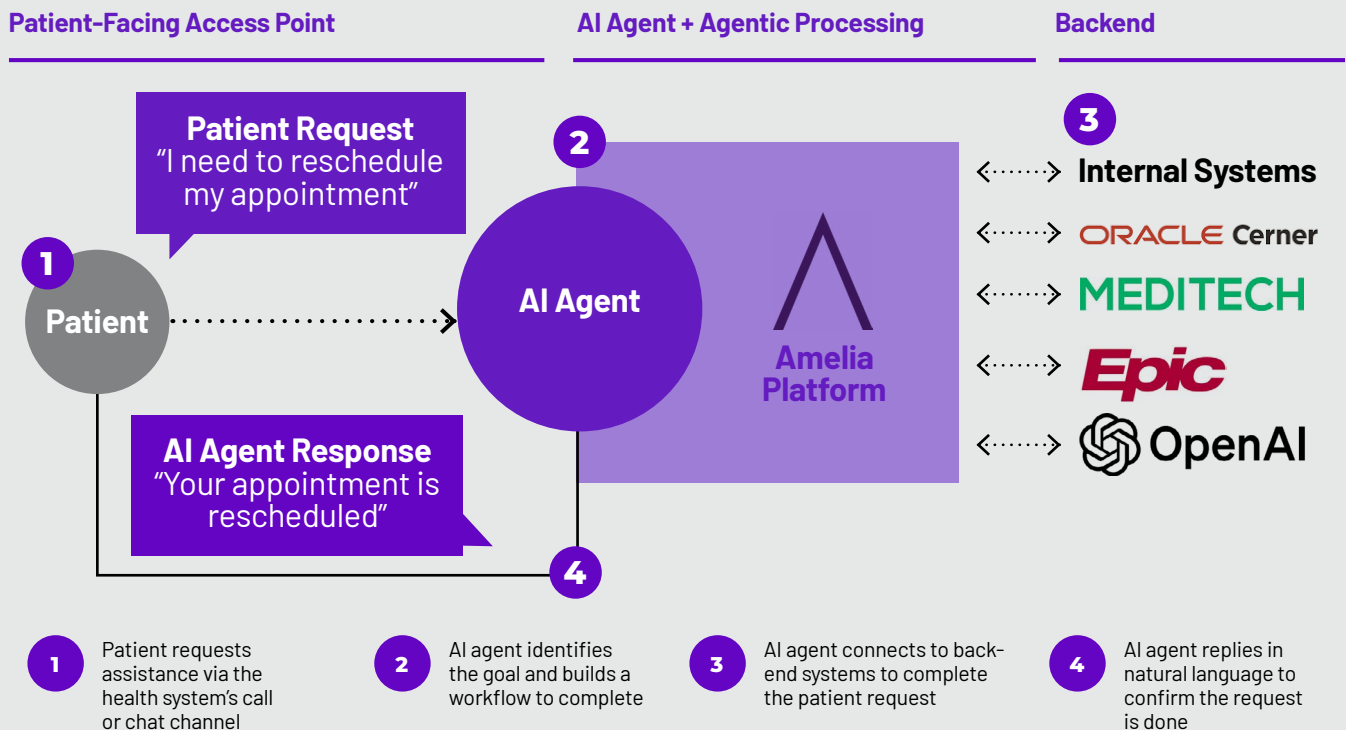 Patient-Facing Access Point
AI Agent + Agentic Processing
Backend
Patient Request
“I need to reschedule
my appointment”
1
Patient
2
AI Agent
Amelia
Platform
3
Internal Systems
ORACLE Cerner
MEDITECH
Epic
OpenAI
AI Agent Response
“Your appointment is
rescheduled”
4
1
Patient requests
assistance via the
health system’s call
or chat channel
2
AI agent identifies
the goal and builds a
workflow to complete
3
AI agent connects to back-
end systems to complete
the patient request
4
AI agent replies in
natural language to
confirm the request
is done